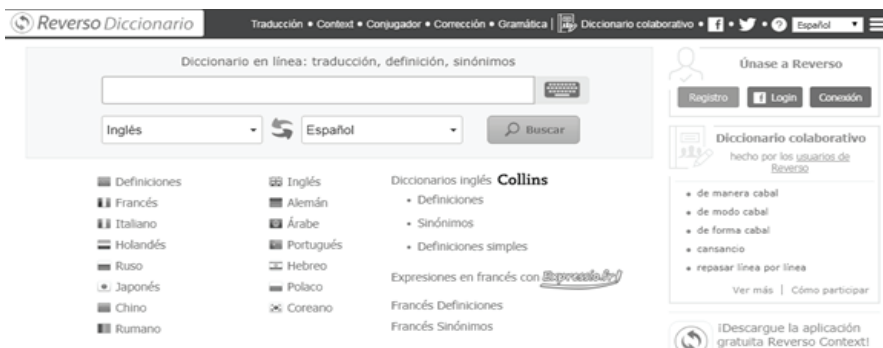 Reverso Diccionario
Traducción • Context • Conjugador • Corrección • Gramática | Diccionario colaborativo • f • • ? Español
Diccionario en línea: traducción, definición, sinónimos
Inglés Español Buscar
Definiciones
Francés
Italiano
Holandés
Ruso
Japonés
Chino
Rumano
Inglés
Alemán
Árabe
Portugués
Hebreo
Polaco
Coreano
Diccionarios inglés Collins
• Definiciones
• Sinónimos
• Definiciones simples
Expresiones en francés con Expressio.fr
Francés Definiciones
Francés Sinónimos
Únase a Reverso
Registro f Login Conexión
Diccionario colaborativo
hecho por los usuarios de
Reverso
• de manera cabal
• de modo cabal
• de forma cabal
• cansancio
• repasar línea por línea
Ver más | Cómo participar
¡Descargue la aplicación
gratuita Reverso Context!